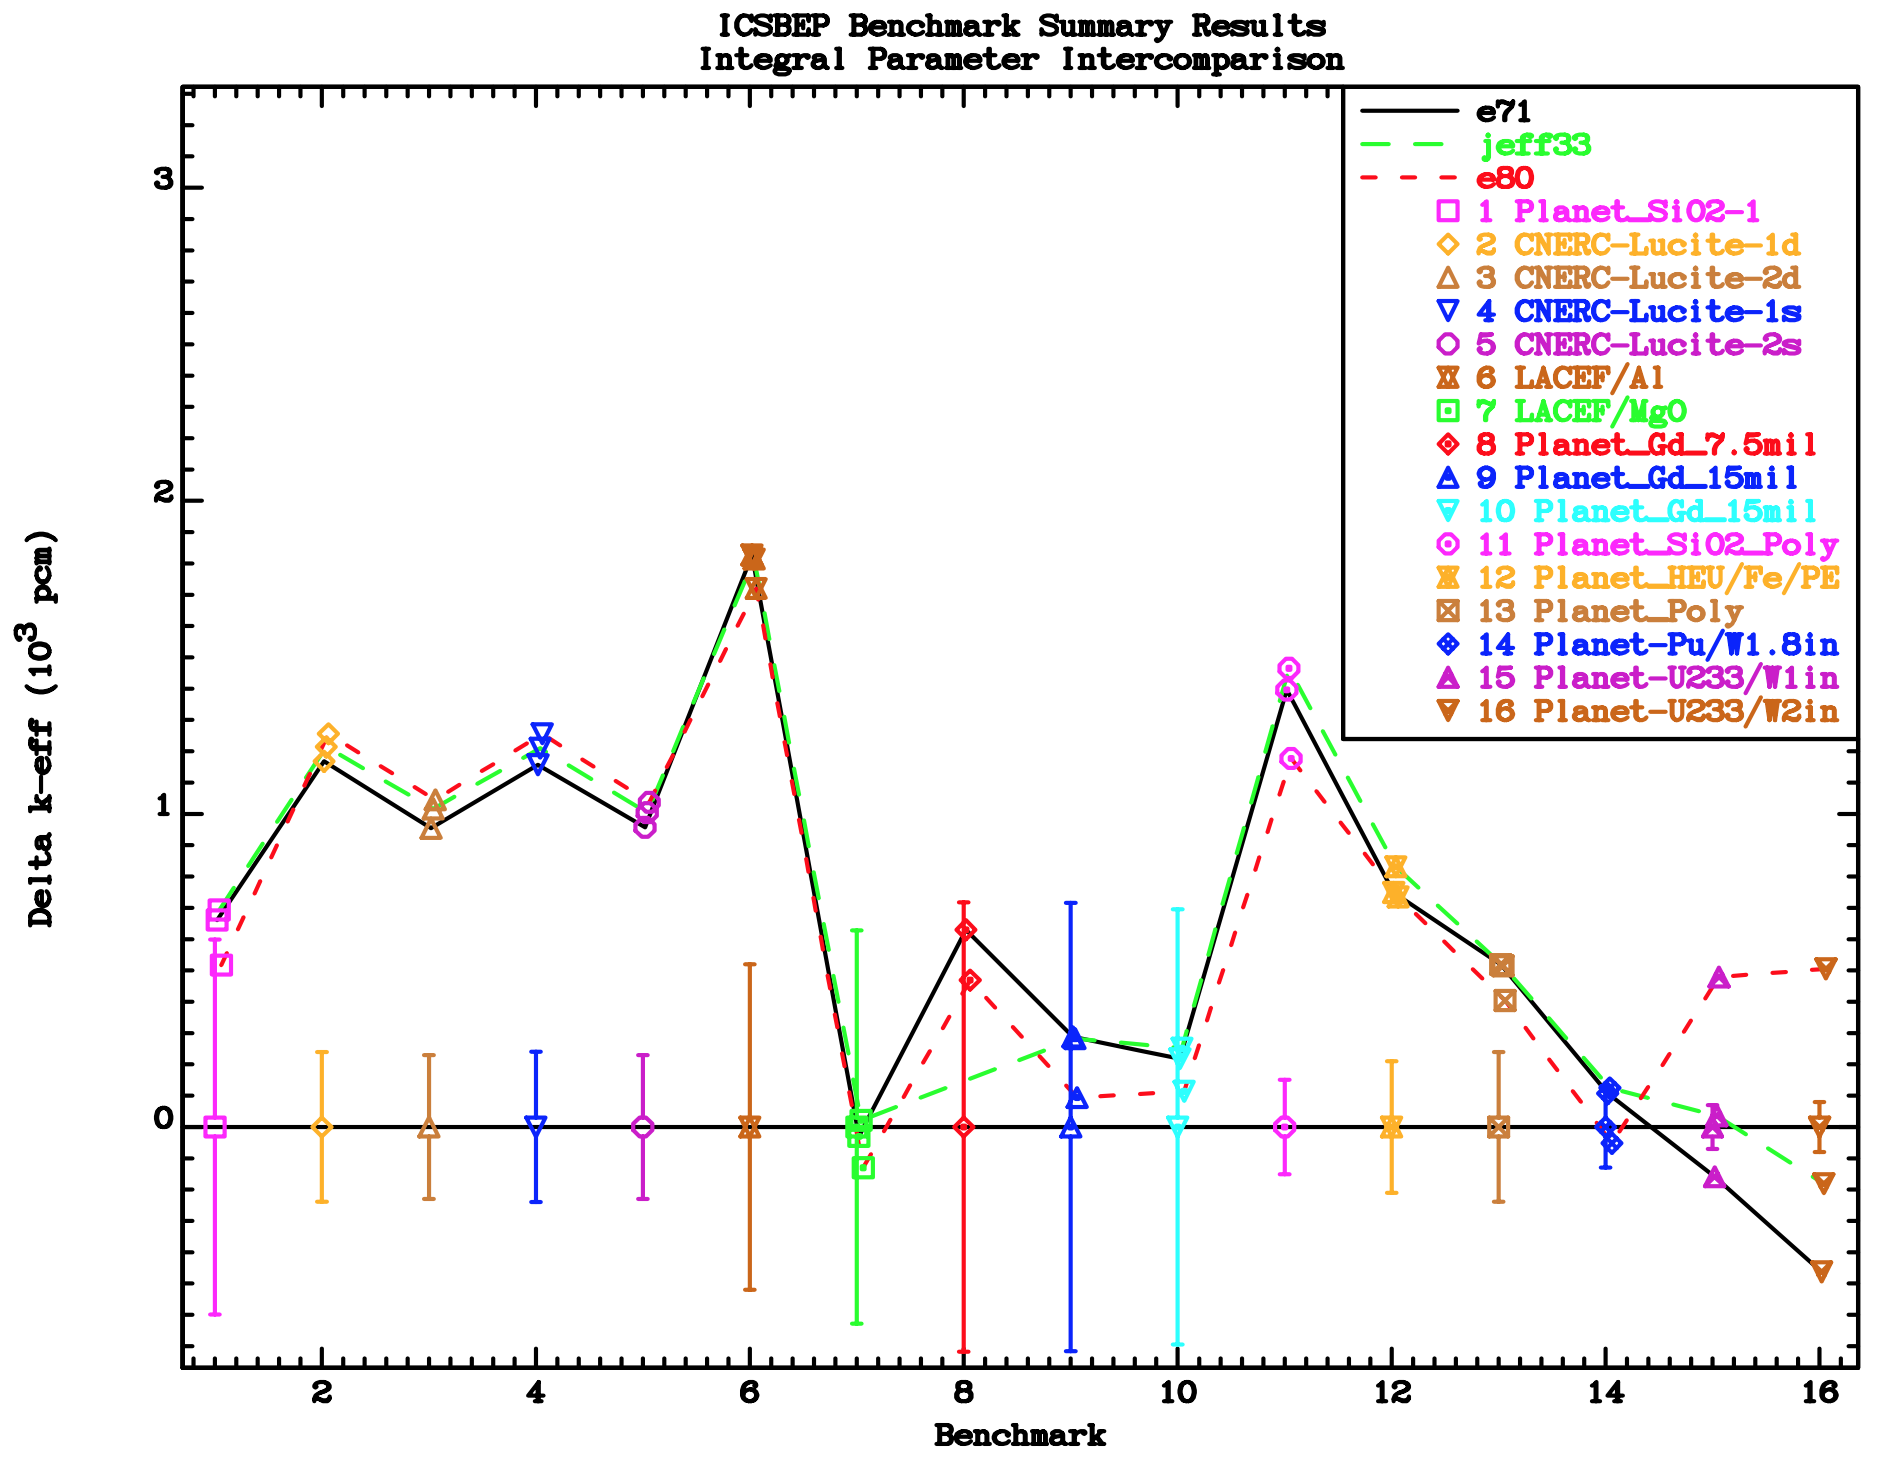 ICSBEP Benchmark Summary Results
Integral Parameter Intercomparison
e71
jeff33
e80
1 Planet_SiO2-1
2 CNERC-Lucite-1d
3 CNERC-Lucite-2d
4 CNERC-Lucite-1s
5 CNERC-Lucite-2s
6 LACEF/Al
7 LACEF/MgO
8 Planet_Gd_7.5mil
9 Planet_Gd_15mil
10 Planet_Gd_15mil
11 Planet_SiO2_Poly
12 Planet_HEU/Fe/PE
13 Planet_Poly
14 Planet-Pu/W1.8in
15 Planet-U233/W1in
16 Planet-U233/W2in
3
2
1
0
Delta k-eff (10³ pcm)
2 4 6 8 10 12 14 16
Benchmark